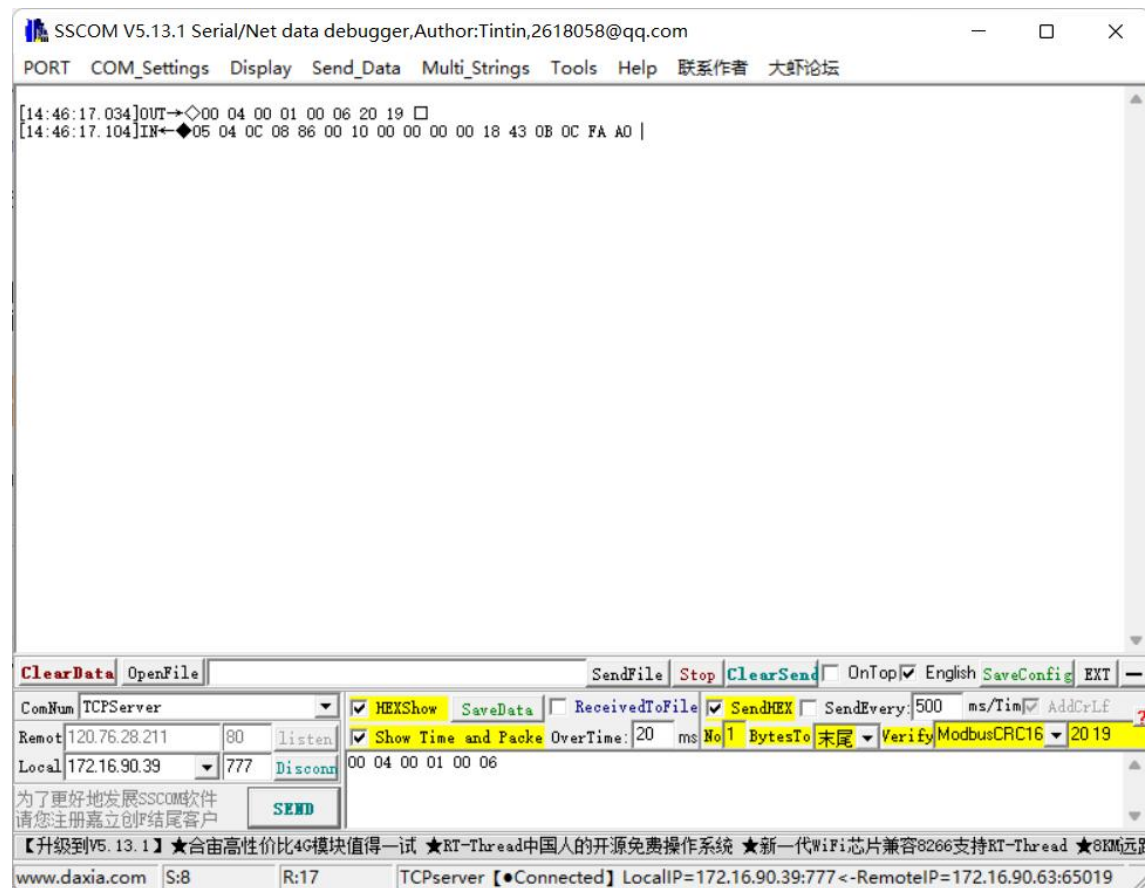 SSCOM V5.13.1 Serial/Net data debugger,Author:Tintin,2618058@qq.com
PORT COM_Settings Display Send_Data Multi_Strings Tools Help 联系作者 大虾论坛
[14:46:17.034]OUT→◇00 04 00 01 00 06 20 19 □
[14:46:17.104]IN←◆05 04 0C 08 86 00 10 00 00 00 00 18 43 0B 0C FA A0
ClearData OpenFile SendFile Stop ClearSend OnTop English SaveConfig EXT —
ComNum TCPServer HEXShow SaveData ReceivedToFile SendHEX SendEvery: 500 ms/Tim AddCrLf
Remot 120.76.28.211 80 listen Show Time and Packe OverTime: 20 ms No 1 BytesTo 末尾 Verify ModbusCRC16 20 19
Local 172.16.90.39 777 Disconn 00 04 00 01 00 06
为了更好地发展SSCOM软件
请您注册嘉立创F结尾客户 SEND
【升级到V5.13.1】★合宙高性价比4G模块值得一试 ★RT-Thread中国人的开源免费操作系统 ★新一代WiFi芯片兼容8266支持RT-Thread ★8KM远
www.daxia.com S:8 R:17 TCPserver【●Connected】LocalIP=172.16.90.39:777<-RemoteIP=172.16.90.63:65019